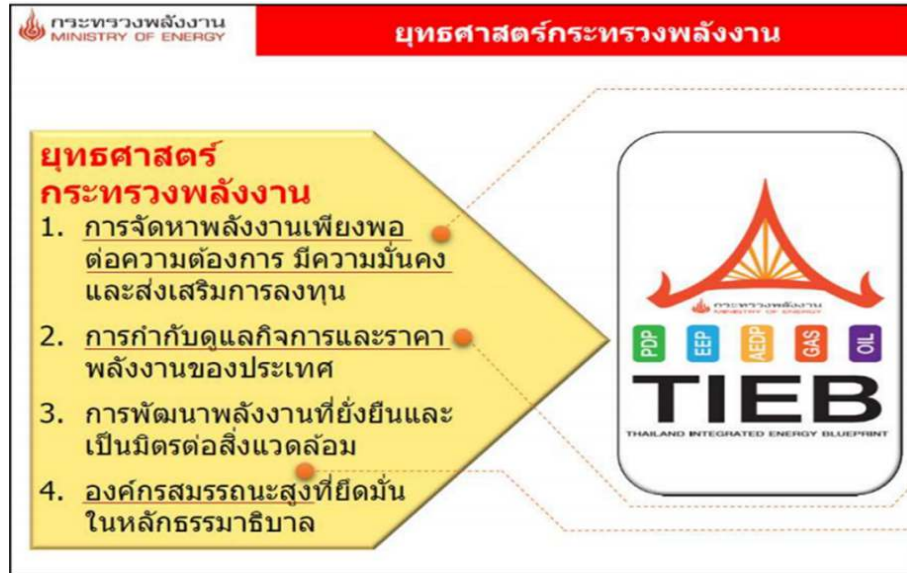 กระทรวงพลังงาน
MINISTRY OF ENERGY
ยุทธศาสตร์กระทรวงพลังงาน
ยุทธศาสตร์
กระทรวงพลังงาน
1. การจัดหาพลังงานเพียงพอ
ต่อความต้องการ มีความมั่นคง
และส่งเสริมการลงทุน
2. การกำกับดูแลกิจการและราคา
พลังงานของประเทศ
3. การพัฒนาพลังงานที่ยั่งยืนและ
เป็นมิตรต่อสิ่งแวดล้อม
4. องค์กรสมรรถนะสูงที่ยึดมั่น
ในหลักธรรมาธิบาล
กระทรวงพลังงาน
MINISTRY OF ENERGY
PDP EEP AEDP GAS OIL
TIEB
THAILAND INTEGRATED ENERGY BLUEPRINT